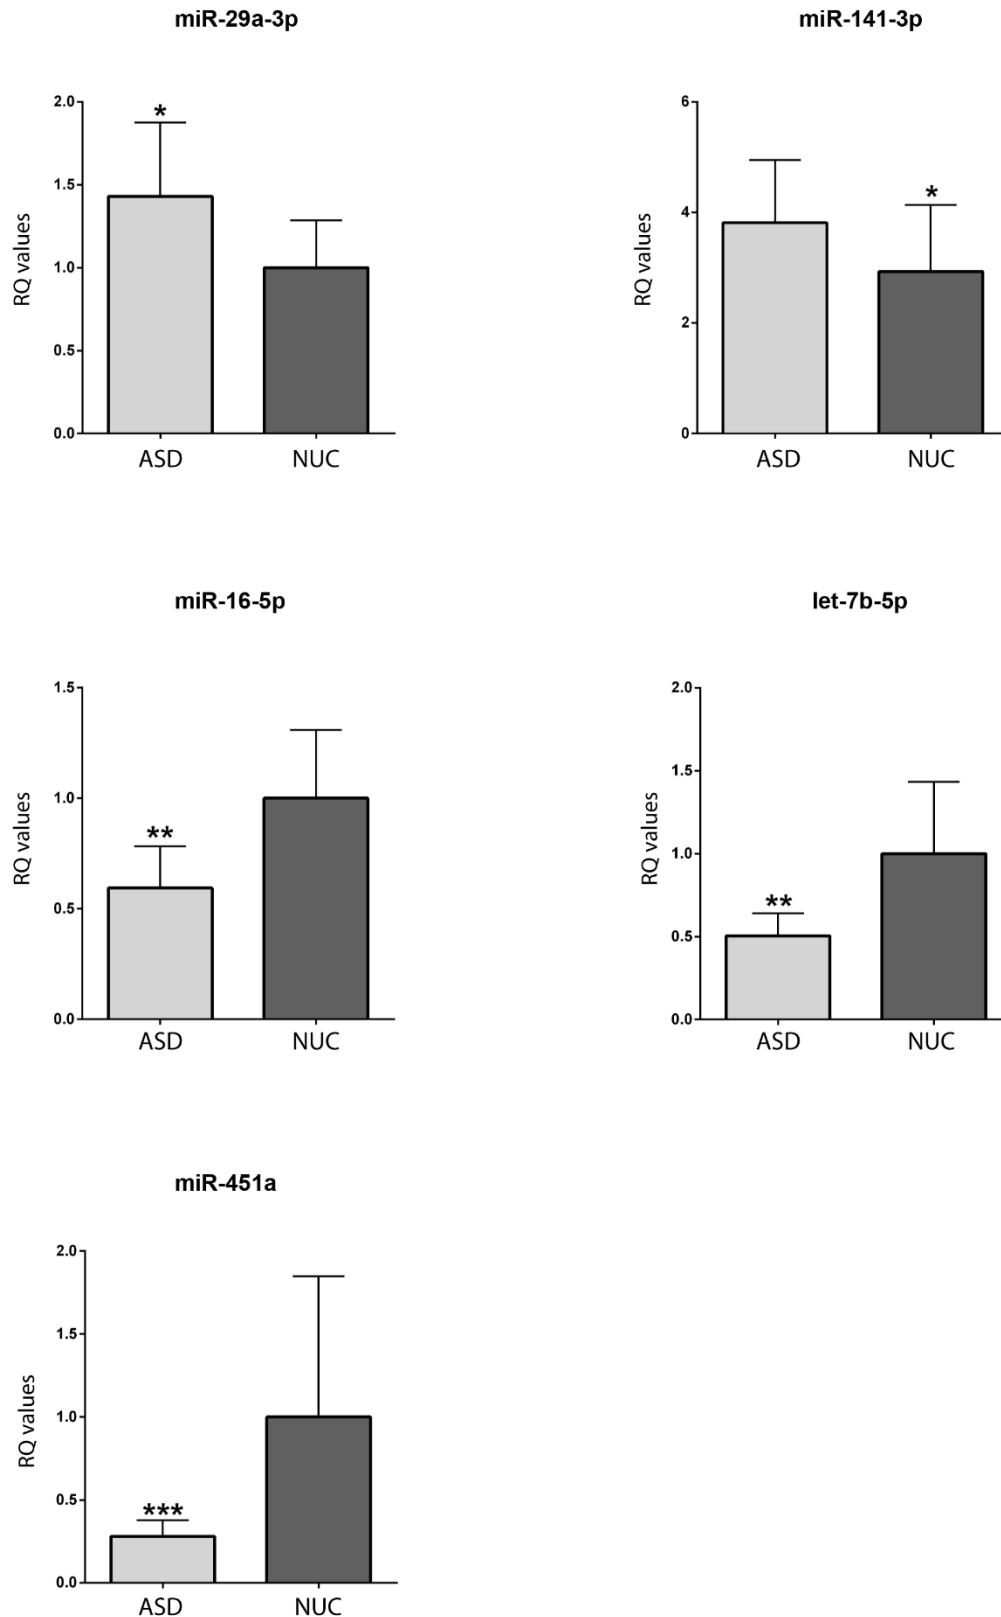 miR-29a-3p
RQ values
2.0
1.5
1.0
0.5
0.0
*
ASD
NUC
miR-141-3p
RQ values
6
4
2
0
*
ASD
NUC
miR-16-5p
RQ values
1.5
1.0
0.5
0.0
**
ASD
NUC
let-7b-5p
RQ values
2.0
1.5
1.0
0.5
0.0
**
ASD
NUC
miR-451a
RQ values
2.0
1.5
1.0
0.5
0.0
***
ASD
NUC